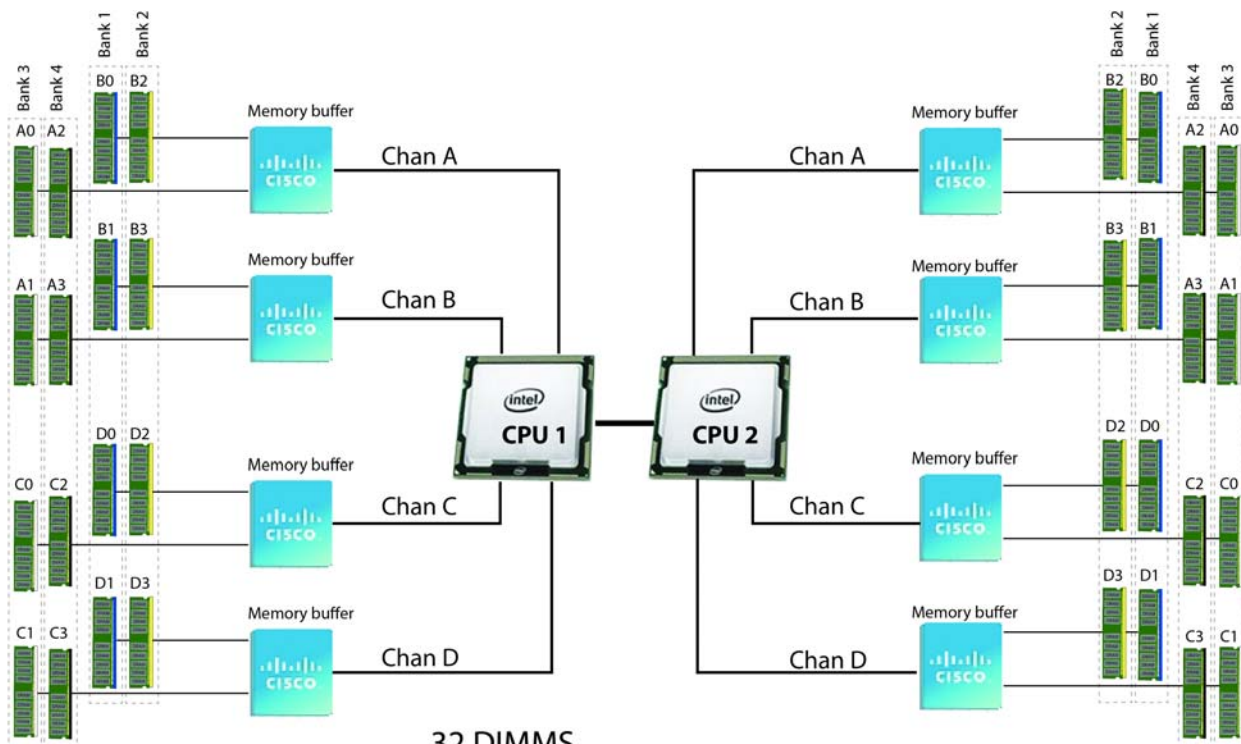 Bank 1
Bank 2
Bank 2
Bank 1
Bank 3
Bank 4
Bank 4
Bank 3
B0 B2
B2 B0
A0 A2
Memory buffer
Memory buffer
A2 A0
CISCO
Chan A
Chan A
CISCO
B1 B3
B3 B1
A1 A3
Memory buffer
Memory buffer
A3 A1
CISCO
Chan B
Chan B
CISCO
intel
CPU 1
intel
CPU 2
D0 D2
D2 D0
C0 C2
Memory buffer
Memory buffer
C2 C0
CISCO
Chan C
Chan C
CISCO
D1 D3
D3 D1
C1 C3
Memory buffer
Memory buffer
C3 C1
CISCO
Chan D
Chan D
CISCO
32 DIMMS